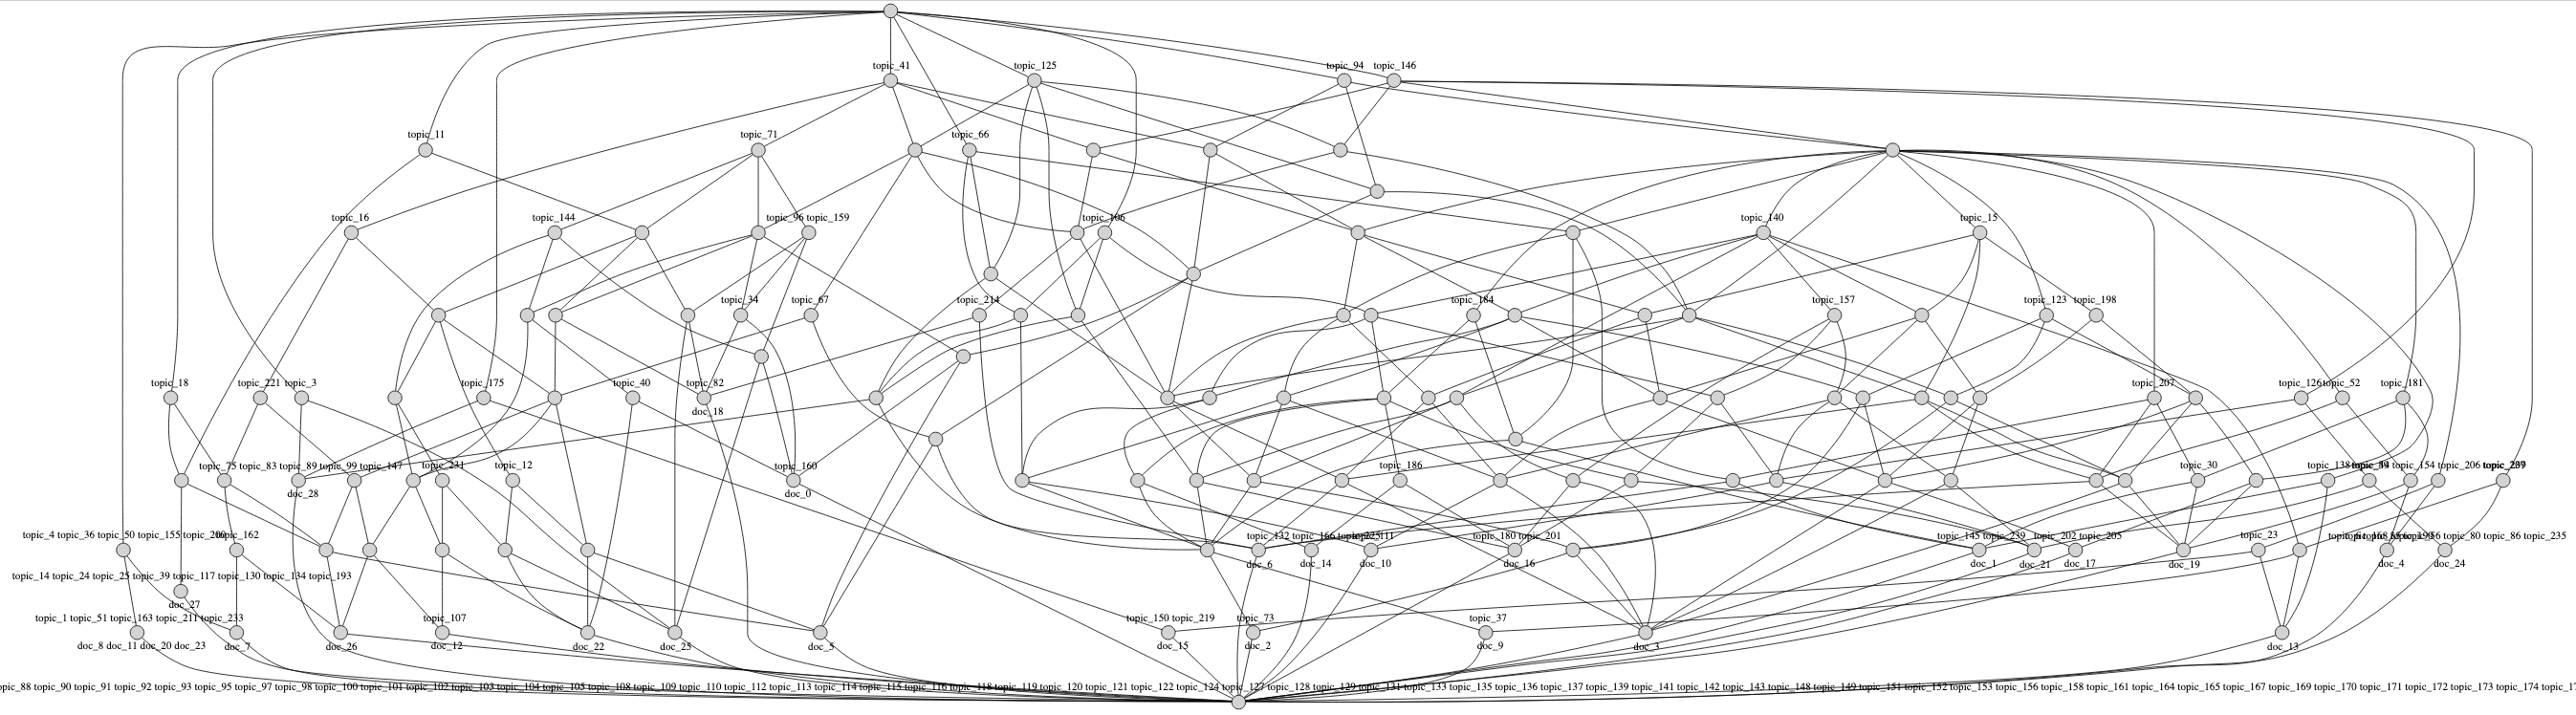 topic_41 topic_125 topic_94 topic_146
topic_11 topic_71 topic_66
topic_16 topic_144 topic_96 topic_159 topic_106 topic_140 topic_15
topic_34 topic_67 topic_214 topic_184 topic_157 topic_123 topic_198
topic_18 topic_221 topic_3 topic_175 topic_40 topic_82 topic_207 topic_126 topic_52 topic_181
doc_18
topic_75 topic_83 topic_89 topic_99 topic_147 topic_231 topic_12 topic_160 topic_186 topic_30 topic_154 topic_206
doc_28 doc_0
topic_4 topic_36 topic_50 topic_155 topic_162 topic_132 topic_166 topic_180 topic_201 topic_145 topic_239 topic_202 topic_205 topic_23 topic_80 topic_86 topic_235
doc_6 doc_14 doc_10 doc_16 doc_1 doc_21 doc_17 doc_19 doc_4 doc_24
topic_14 topic_24 topic_25 topic_39 topic_117 topic_130 topic_134 topic_193
doc_27
topic_1 topic_51 topic_163 topic_211 topic_233 topic_107 topic_150 topic_219 topic_73 topic_37
doc_8 doc_11 doc_20 doc_23 doc_7 doc_26 doc_12 doc_22 doc_25 doc_5 doc_15 doc_2 doc_9 doc_3 doc_13
topic_90 topic_91 topic_92 topic_93 topic_95 topic_97 topic_98 topic_100 topic_101 topic_102 topic_103 topic_104 topic_105 topic_108 topic_109 topic_110 topic_112 topic_113 topic_114 topic_115 topic_116 topic_118 topic_119 topic_120 topic_121 topic_122 topic_124 topic_127 topic_128 topic_129 topic_131 topic_133 topic_135 topic_136 topic_137 topic_139 topic_141 topic_142 topic_143 topic_148 topic_149 topic_151 topic_152 topic_153 topic_156 topic_158 topic_161 topic_164 topic_165 topic_167 topic_169 topic_170 topic_171 topic_172 topic_173 topic_174